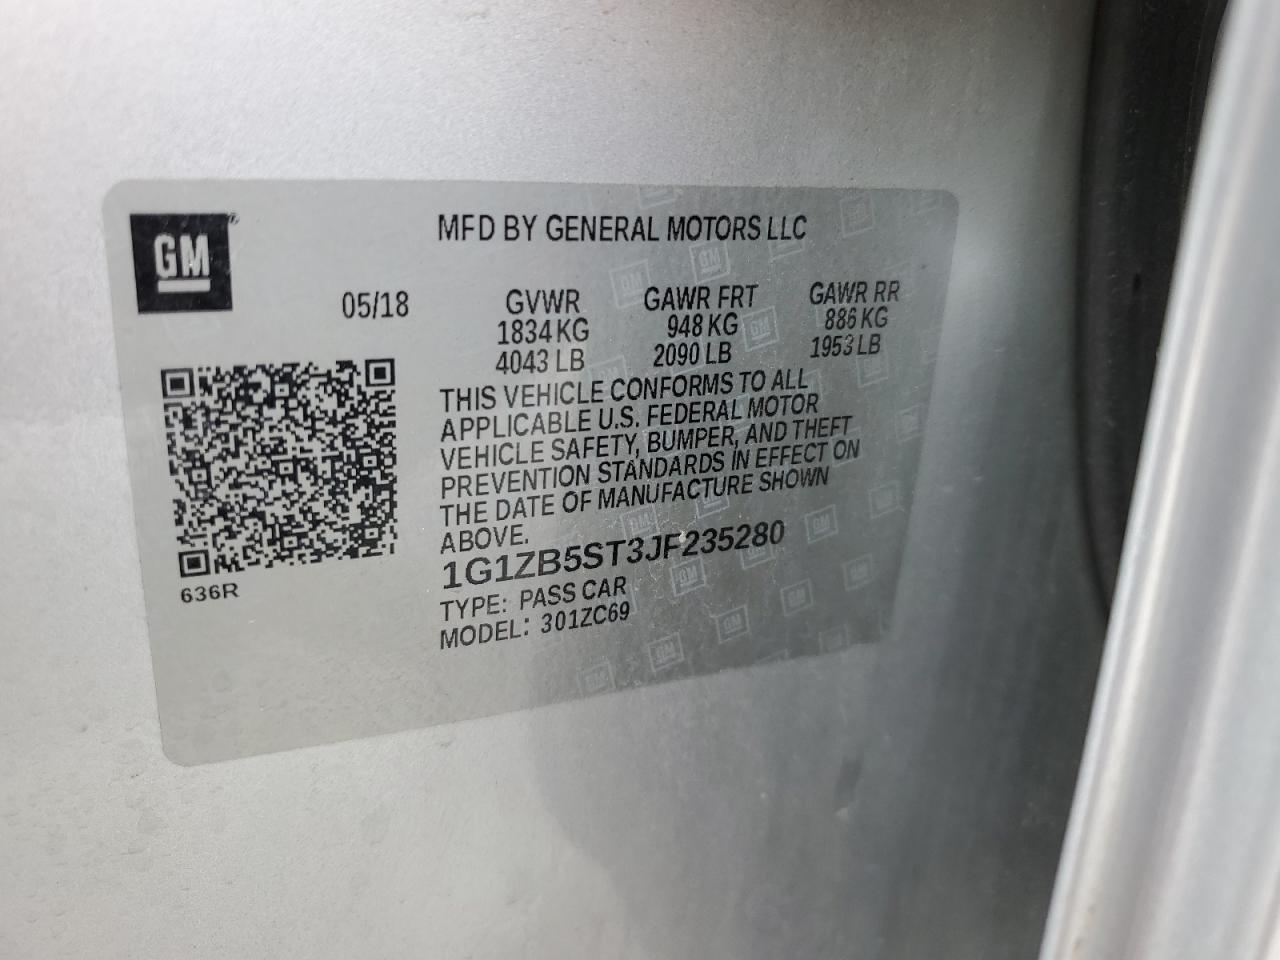 MFD BY GENERAL MOTORS LLC
GM®
05/18 GVWR GAWR FRT GAWR RR
1834 KG 948 KG 886 KG
4043 LB 2090 LB 1953 LB
THIS VEHICLE CONFORMS TO ALL
APPLICABLE U.S. FEDERAL MOTOR
VEHICLE SAFETY, BUMPER, AND THEFT
PREVENTION STANDARDS IN EFFECT ON
THE DATE OF MANUFACTURE SHOWN
ABOVE.
1G1ZB5ST3JF235280
636R
TYPE: PASS CAR
MODEL: 301ZC69